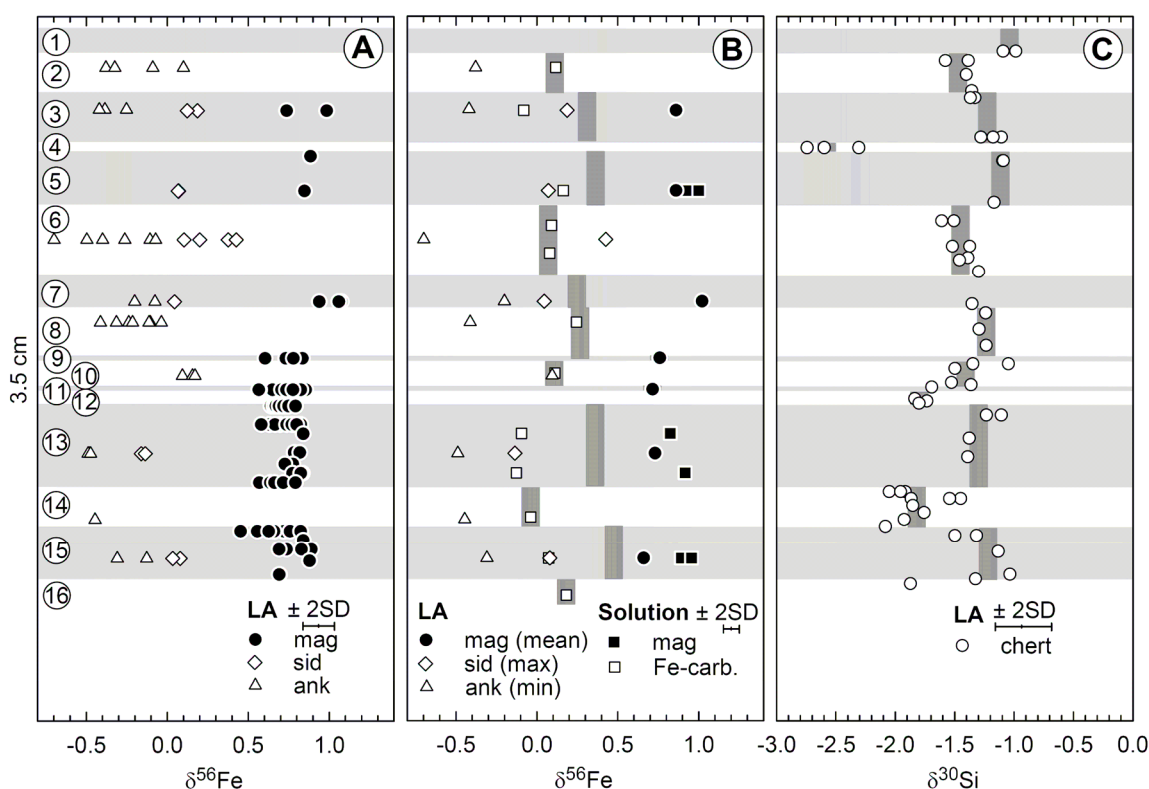 A
B
C
1
2
3
4
5
6
7
8
9
10
11
12
13
14
15
16
3.5 cm
LA ± 2SD
mag
sid
ank
LA
mag (mean)
sid (max)
ank (min)
Solution ± 2SD
mag
Fe-carb.
LA ± 2SD
chert
-0.5 0.0 0.5 1.0
δ56Fe
-0.5 0.0 0.5 1.0
δ56Fe
-3.0 -2.5 -2.0 -1.5 -1.0 -0.5 0.0
δ30Si